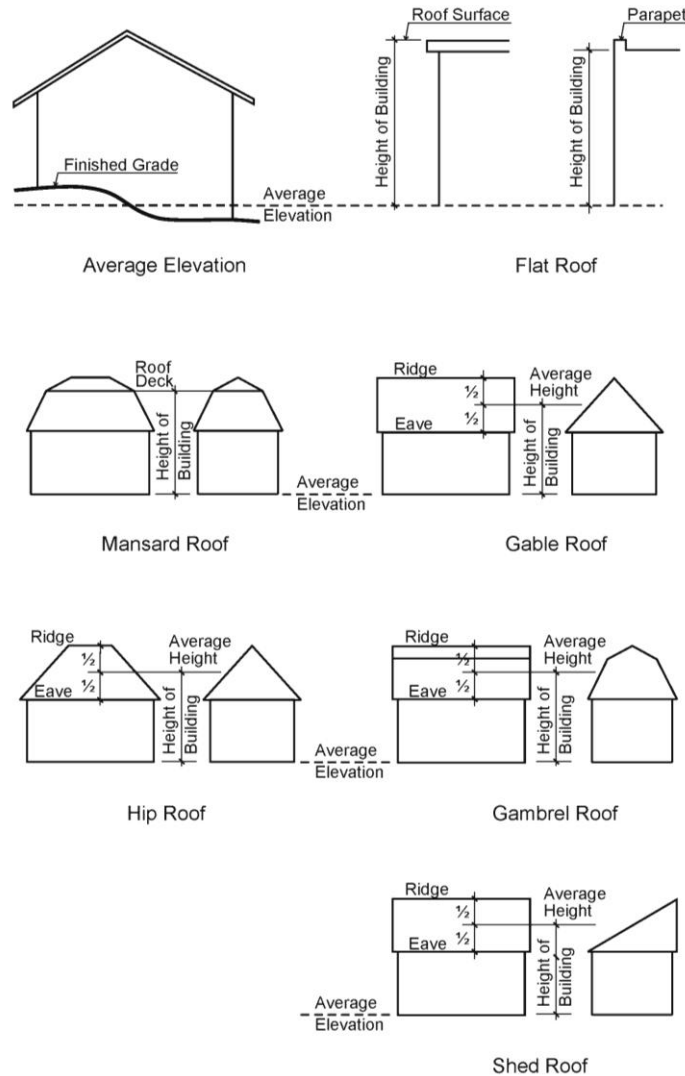 Roof Surface
Parapet
Height of Building
Height of Building
Finished Grade
Average
Elevation
Average Elevation
Flat Roof
Roof
Deck
Height of
Building
Mansard Roof
Ridge
½
½
Eave
Average
Height
Height of
Building
Average
Elevation
Gable Roof
Ridge
½
½
Eave
Average
Height
Height of
Building
Hip Roof
Ridge
½
½
Eave
Average
Height
Height of
Building
Average
Elevation
Gambrel Roof
Ridge
½
½
Eave
Average
Height
Height of
Building
Average
Elevation
Shed Roof